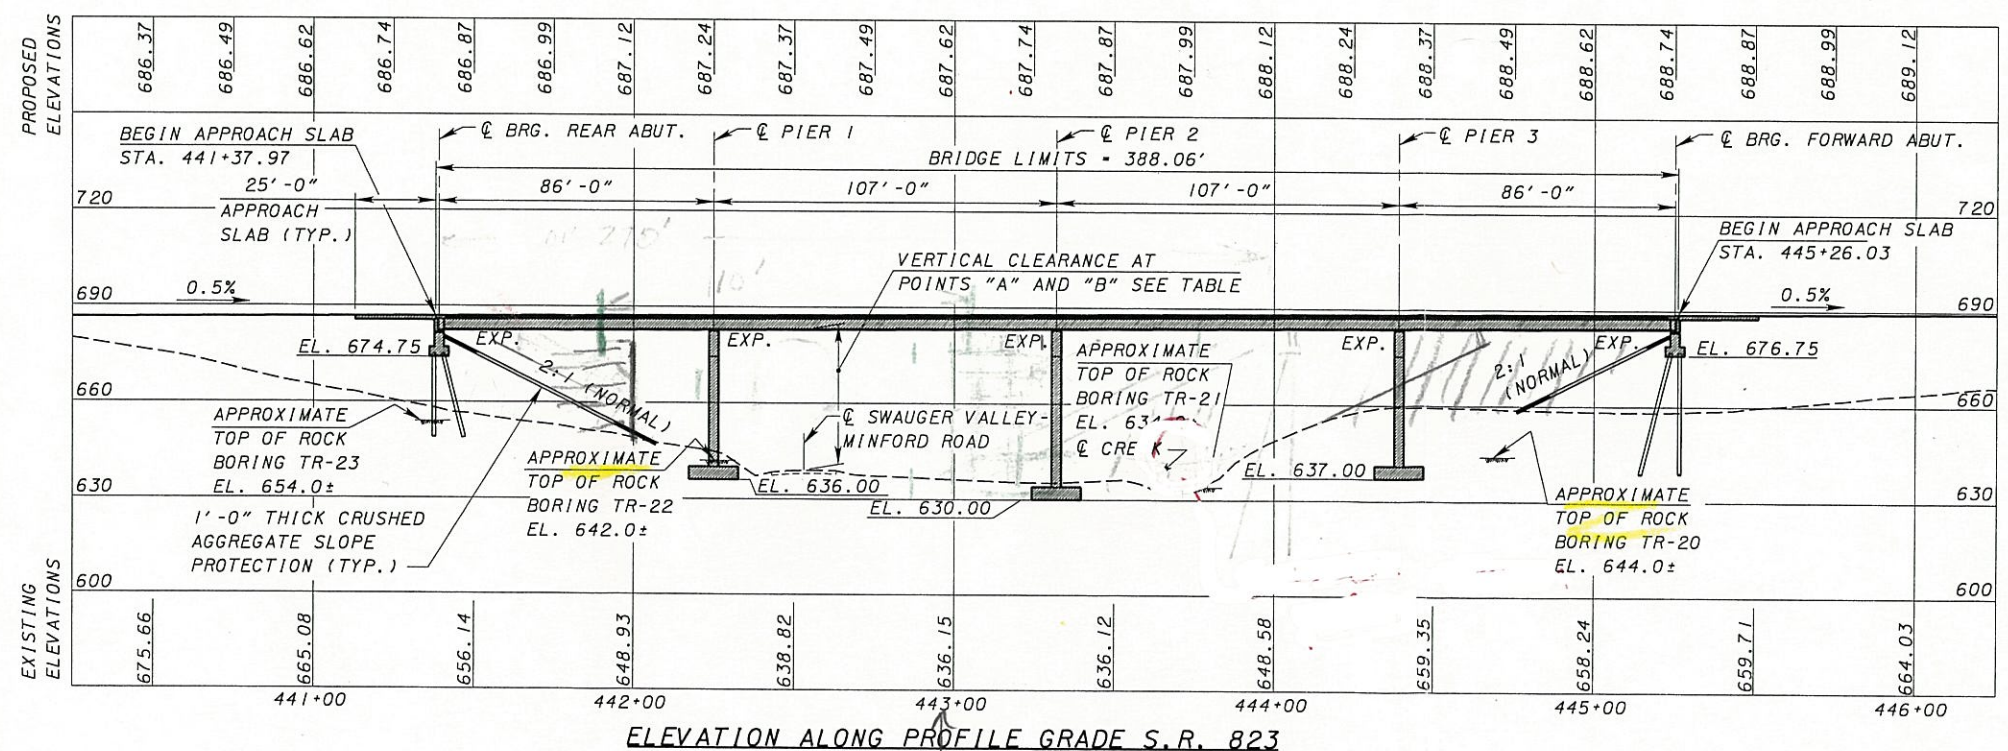 PROPOSED
ELEVATIONS
686.37
686.49
686.62
686.74
686.87
686.99
687.12
687.24
687.37
687.49
687.62
687.74
687.87
687.99
688.12
688.24
688.37
688.49
688.62
688.74
688.87
688.99
689.12
BEGIN APPROACH SLAB
STA. 441+37.97
℄ BRG. REAR ABUT.
℄ PIER 1
℄ PIER 2
℄ PIER 3
℄ BRG. FORWARD ABUT.
BRIDGE LIMITS = 388.06'
25'-0"
86'-0"
107'-0"
107'-0"
86'-0"
720
APPROACH
SLAB (TYP.)
720
270'
110'
BEGIN APPROACH SLAB
STA. 445+26.03
VERTICAL CLEARANCE AT
POINTS "A" AND "B" SEE TABLE
690
0.5%
0.5%
690
EXP.
EXP.
EXP.
EXP.
EXP.
EL. 674.75
EL. 676.75
2:1 (NORMAL)
2:1
(NORMAL)
APPROXIMATE
TOP OF ROCK
BORING TR-21
EL.
℄ CRE K
660
660
℄ SWAUGER VALLEY-
MINFORD ROAD
APPROXIMATE
TOP OF ROCK
BORING TR-23
EL. 654.0±
APPROXIMATE
TOP OF ROCK
BORING TR-22
EL. 642.0±
EL. 636.00
EL. 630.00
EL. 637.00
630
630
APPROXIMATE
TOP OF ROCK
BORING TR-20
EL. 644.0±
1'-0" THICK CRUSHED
AGGREGATE SLOPE
PROTECTION (TYP.)
600
600
EXISTING
ELEVATIONS
675.66
665.08
656.14
648.93
638.82
636.15
636.12
648.58
659.35
658.24
659.71
664.03
441+00
442+00
443+00
444+00
445+00
446+00
ELEVATION ALONG PROFILE GRADE S.R. 823